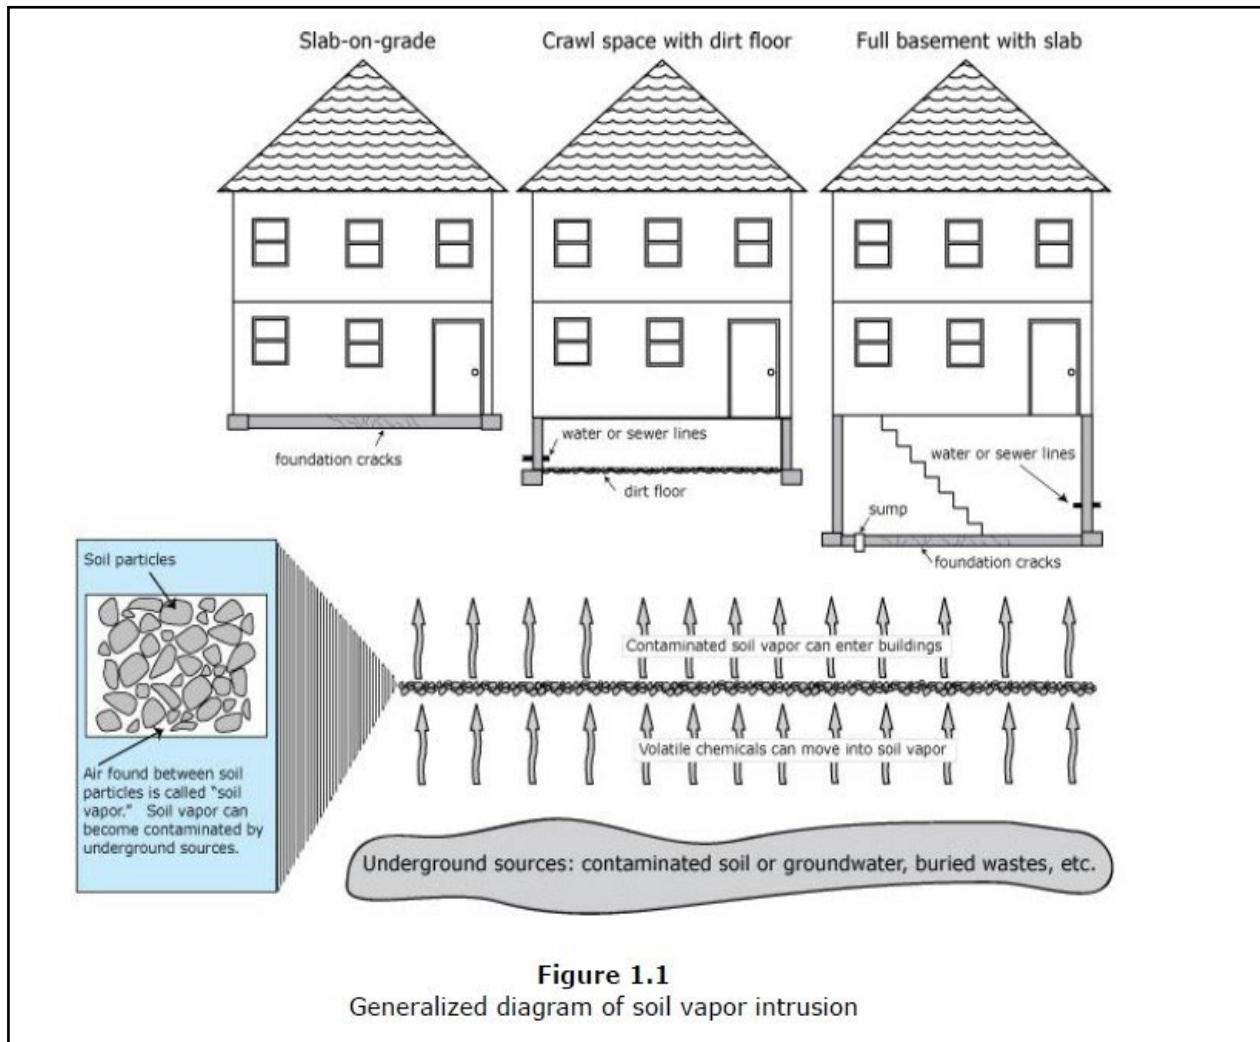 Slab-on-grade
Crawl space with dirt floor
Full basement with slab
foundation cracks
water or sewer lines
dirt floor
water or sewer lines
sump
foundation cracks
Soil particles
Air found between soil
particles is called “soil
vapor.” Soil vapor can
become contaminated by
underground sources.
Contaminated soil vapor can enter buildings
Volatile chemicals can move into soil vapor
Underground sources: contaminated soil or groundwater, buried wastes, etc.
Figure 1.1
Generalized diagram of soil vapor intrusion